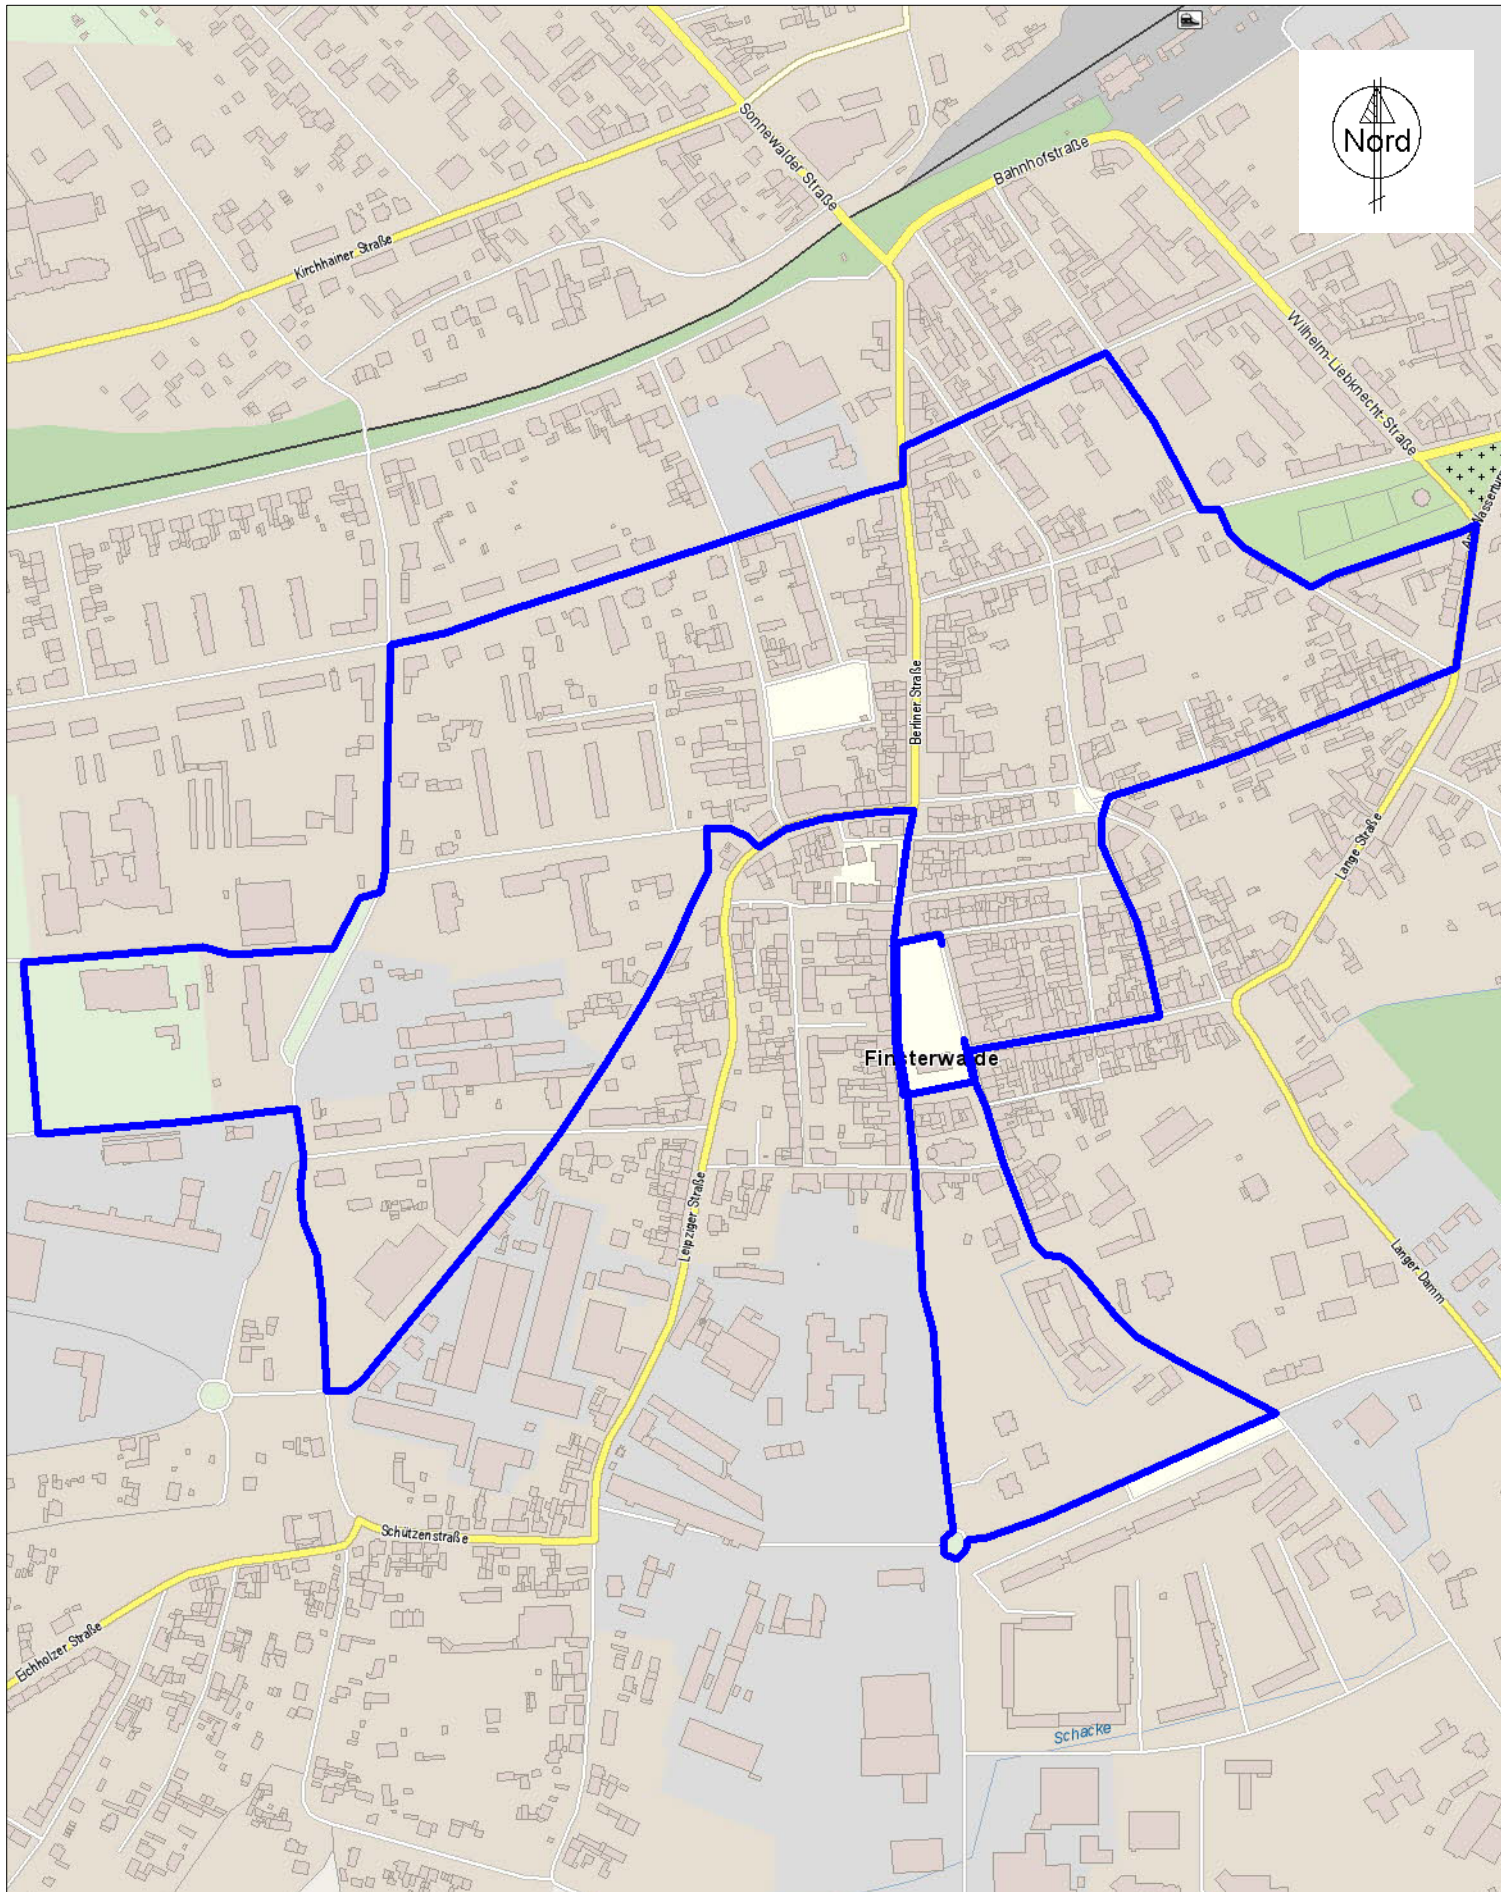 Sonnewalder Straße
Bahnhofstraße
Nord
Kirchhainer Straße
Wilhelm-Liebknecht-Straße
Berliner Straße
Lange Straße
Finsterwalde
Leipziger Straße
Langer Damm
Schützenstraße
Eichholzer Straße
Schacke